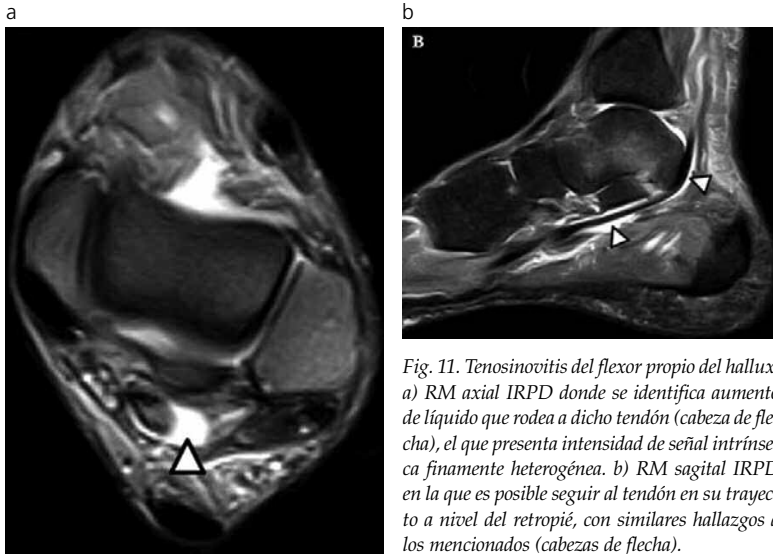 a
b
B
Fig. 11. Tenosinovitis del flexor propio del hallux.
a) RM axial IRPD donde se identifica aumento
de líquido que rodea a dicho tendón (cabeza de fle-
cha), el que presenta intensidad de señal intrínse-
ca finamente heterogénea. b) RM sagital IRPD
en la que es posible seguir al tendón en su trayec-
to a nivel del retropié, con similares hallazgos a
los mencionados (cabezas de flecha).